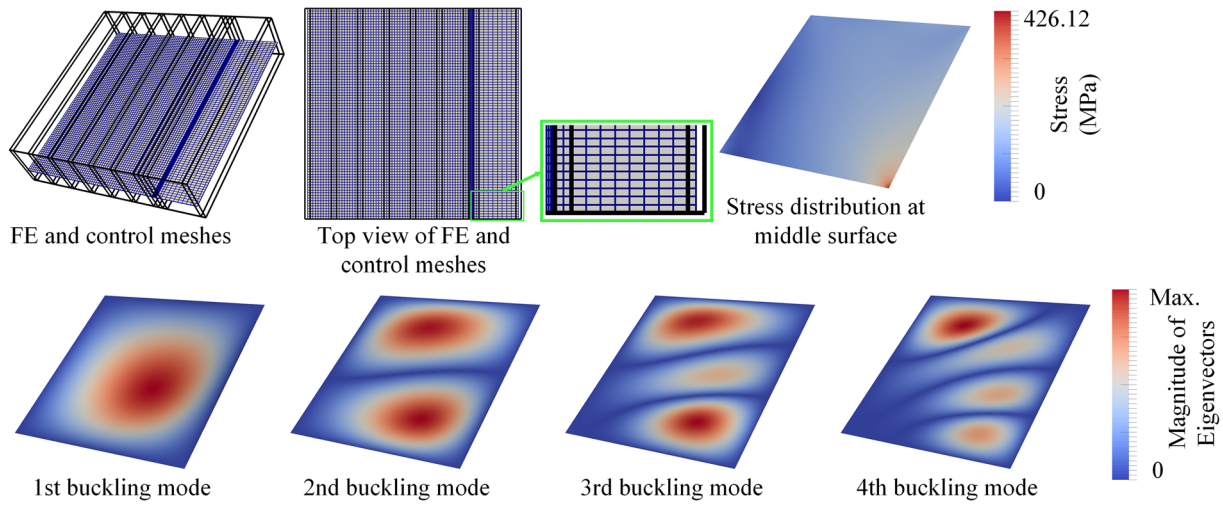 426.12
Stress
(MPa)
0
FE and control meshes
Top view of FE and
control meshes
Stress distribution at
middle surface
Max.
Magnitude of
Eigenvectors
0
1st buckling mode
2nd buckling mode
3rd buckling mode
4th buckling mode